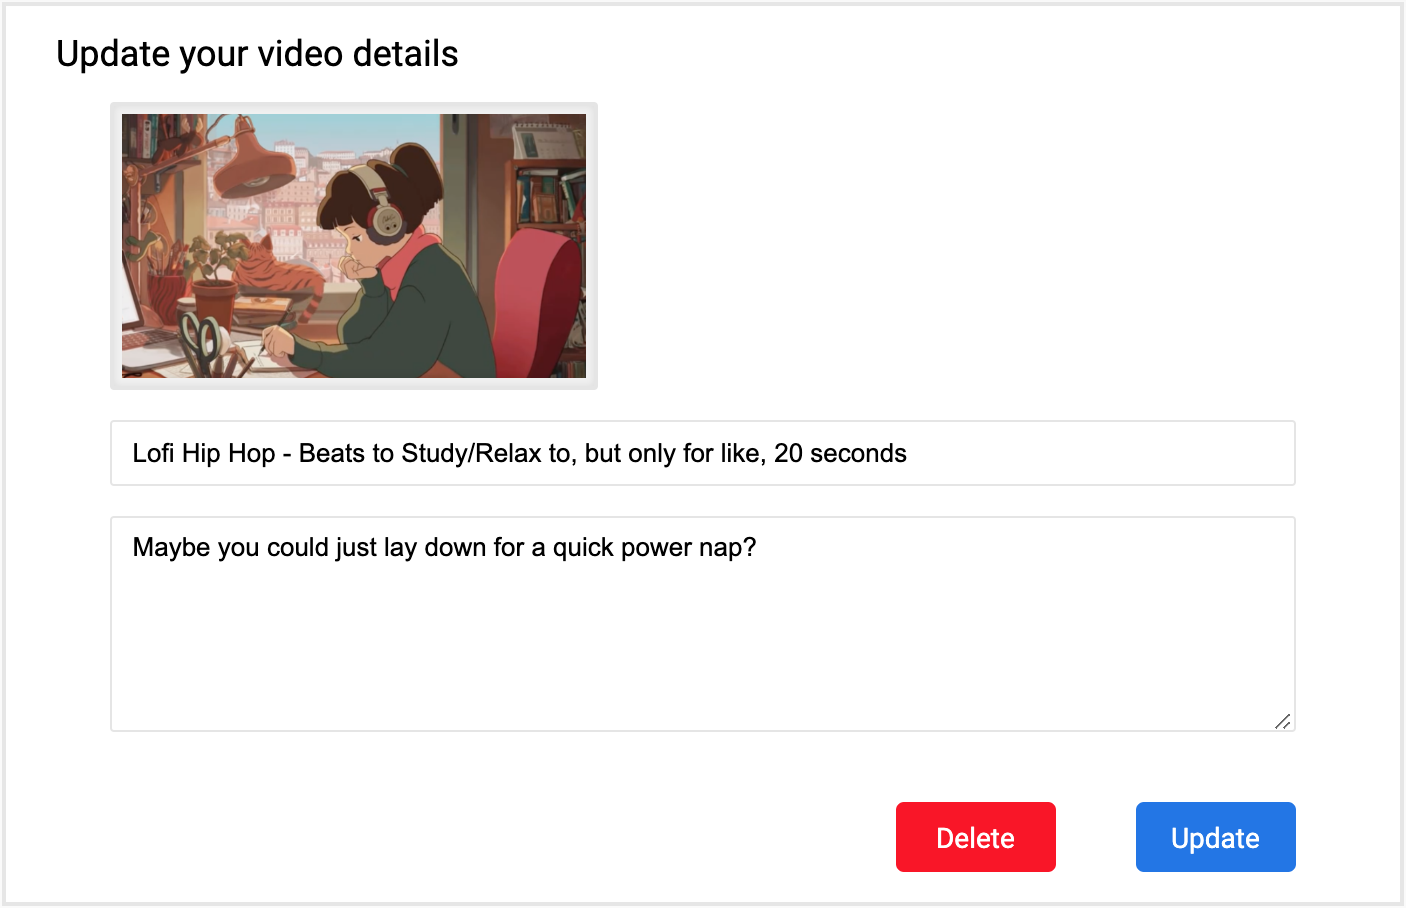 Update your video details
Lofi Hip Hop - Beats to Study/Relax to, but only for like, 20 seconds
Maybe you could just lay down for a quick power nap?
Delete
Update